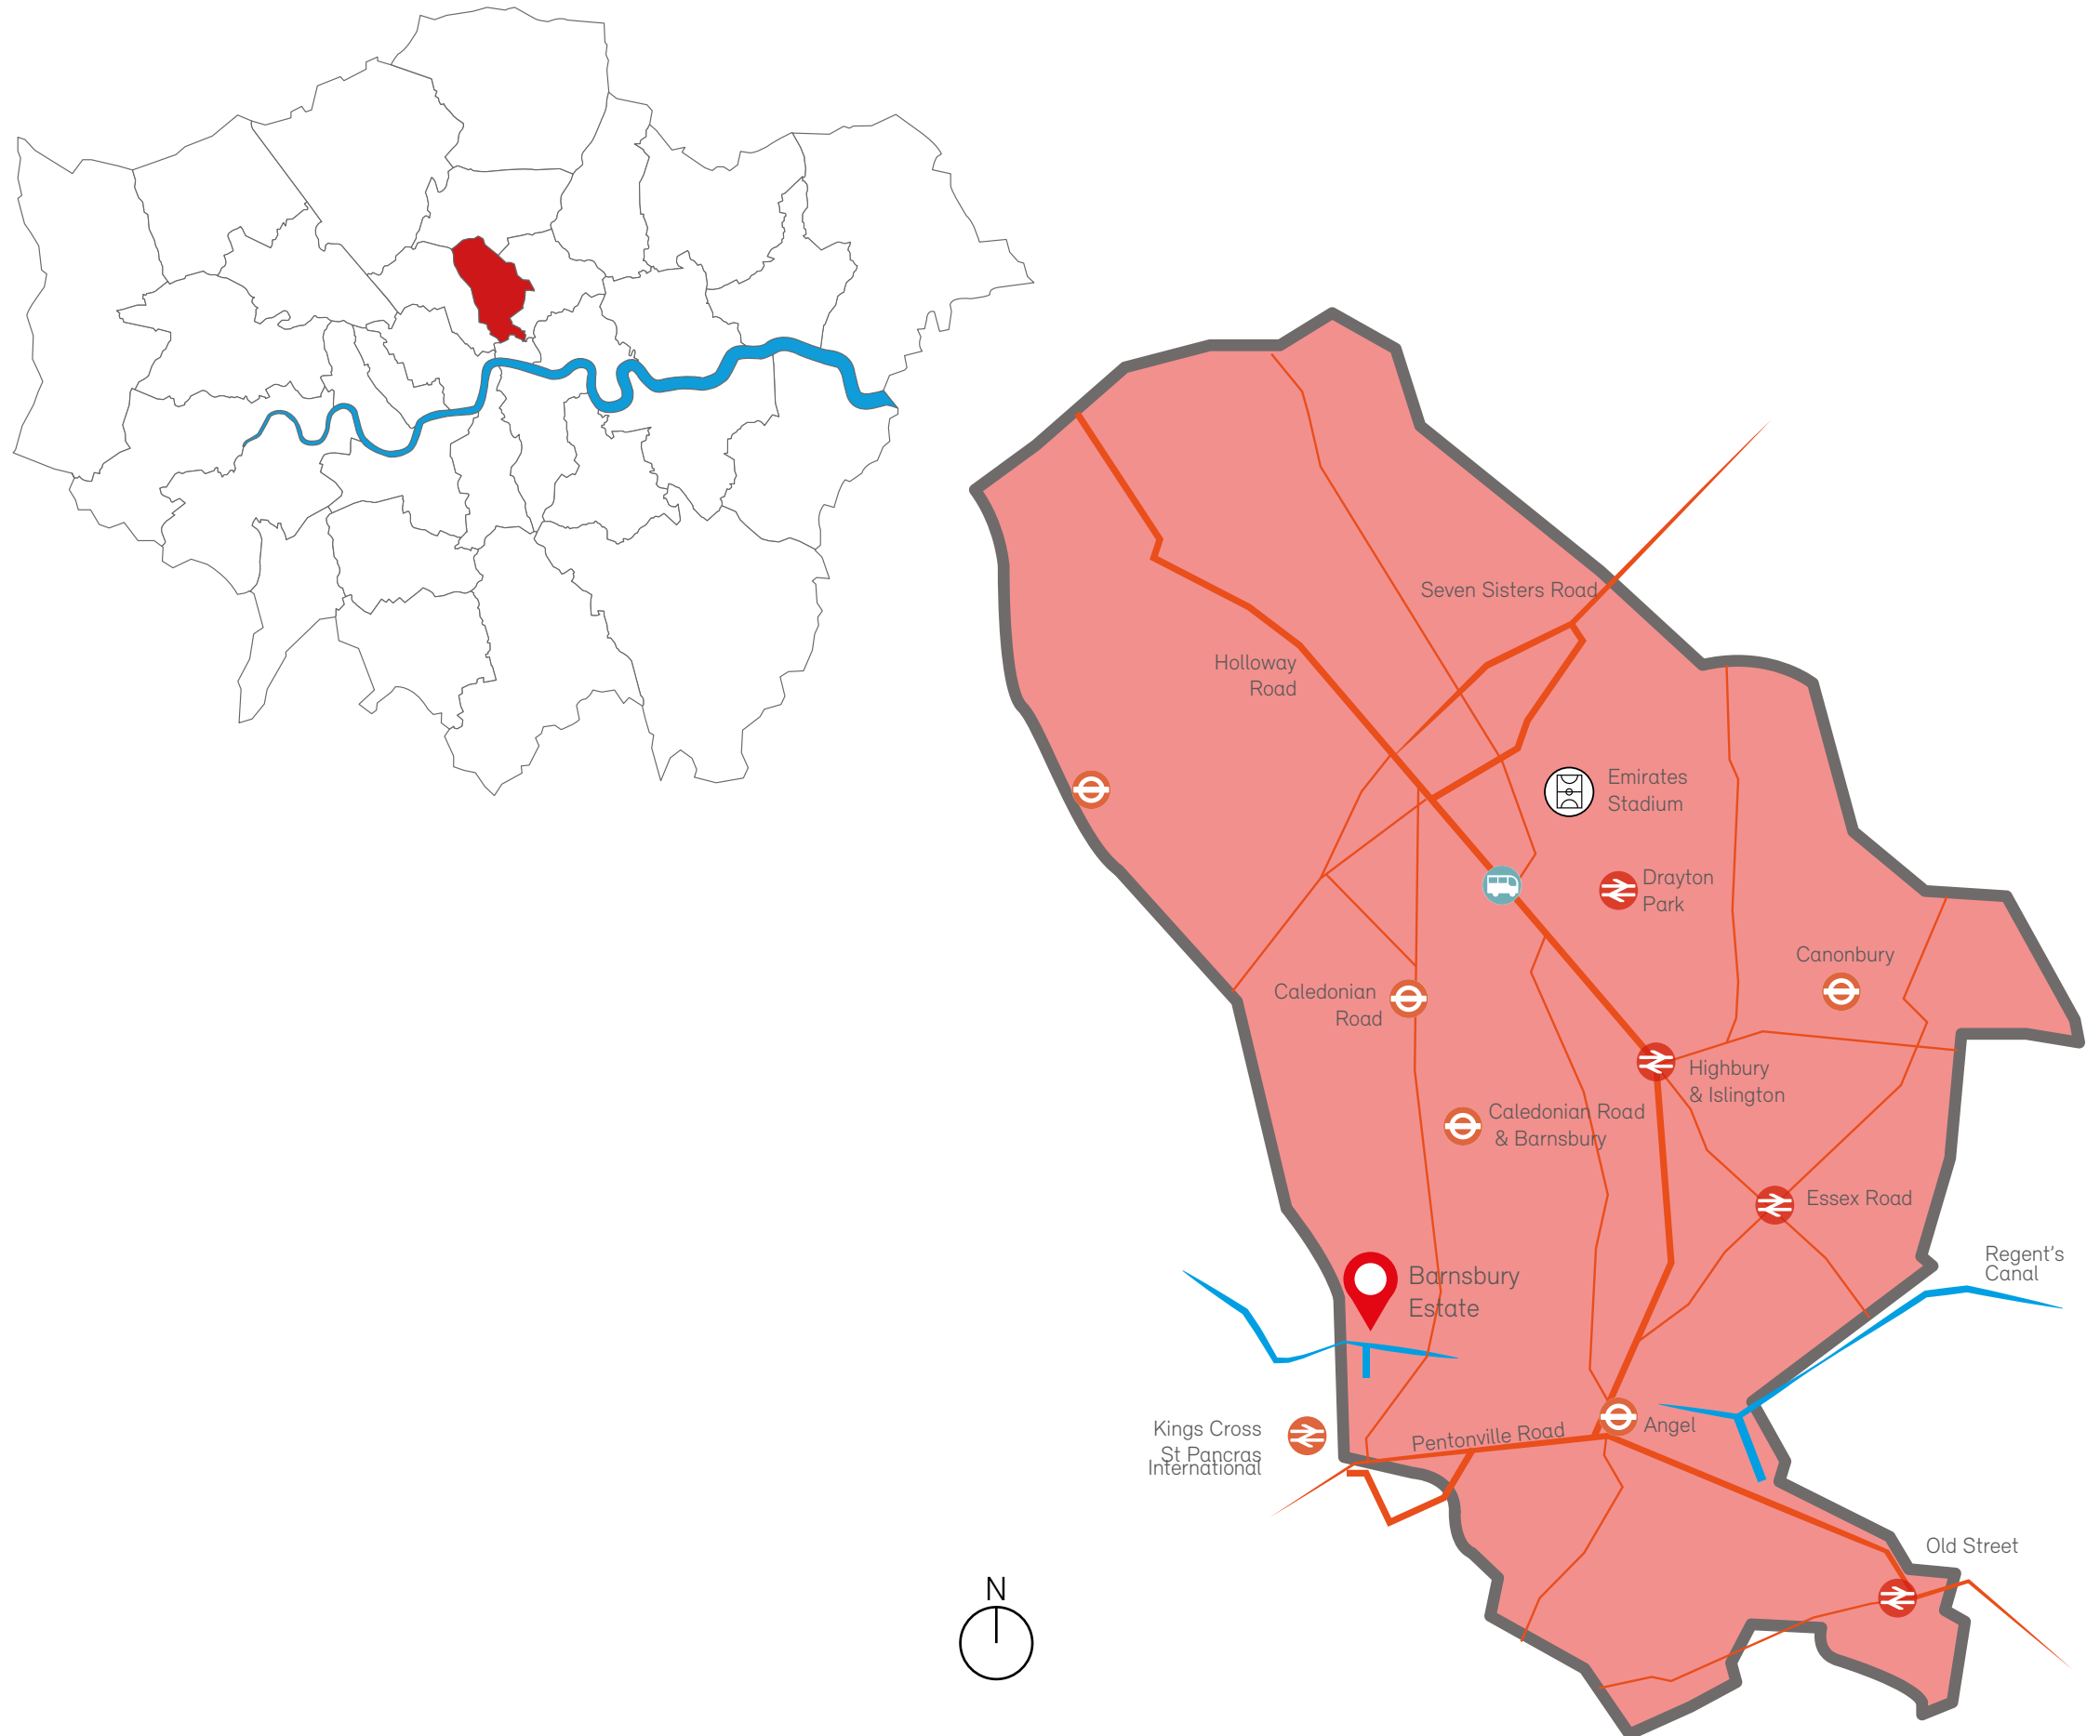 Seven Sisters Road
Holloway
Road
Emirates
Stadium
Drayton
Park
Canonbury
Caledonian
Road
Highbury
& Islington
Caledonian Road
& Barnsbury
Essex Road
Regent's
Canal
Barnsbury
Estate
Kings Cross
St Pancras
International
Pentonville Road
Angel
Old Street
N